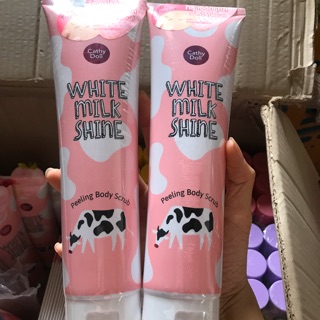 Cathy
Doll
WHITE
MILK
SHINE
Peeling Body Scrub
Cathy
Doll
WHITE
MILK
SHINE
Peeling Body Scrub